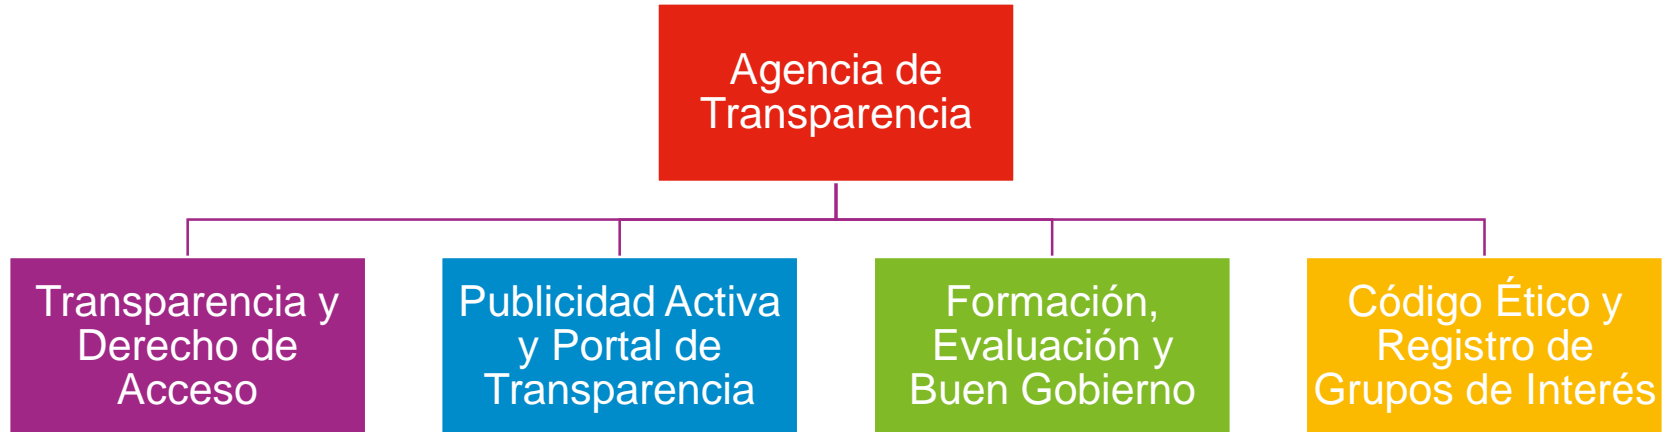 Agencia de
Transparencia
Transparencia y
Derecho de
Acceso
Publicidad Activa
y Portal de
Transparencia
Formación,
Evaluación y
Buen Gobierno
Código Ético y
Registro de
Grupos de Interés